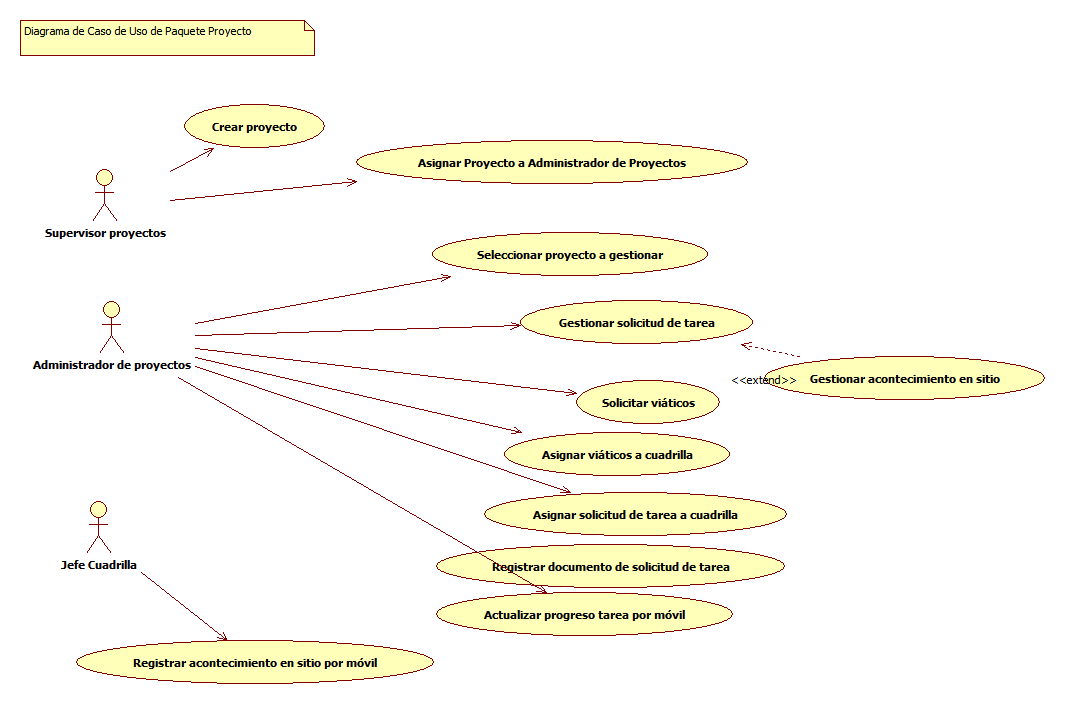 Diagrama de Caso de Uso de Paquete Proyecto
Crear proyecto
Asignar Proyecto a Administrador de Proyectos
Supervisor proyectos
Seleccionar proyecto a gestionar
Gestionar solicitud de tarea
Administrador de proyectos
<<extend>>
Gestionar acontecimiento en sitio
Solicitar viáticos
Asignar viáticos a cuadrilla
Asignar solicitud de tarea a cuadrilla
Jefe Cuadrilla
Registrar documento de solicitud de tarea
Actualizar progreso tarea por móvil
Registrar acontecimiento en sitio por móvil